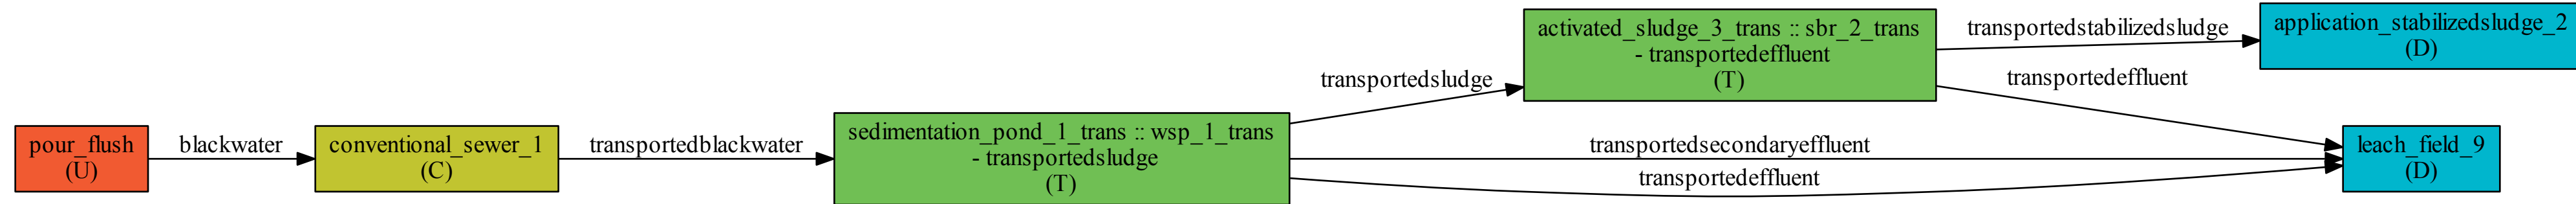 pour_flush
(U)
blackwater
conventional_sewer_1
(C)
transportedblackwater
sedimentation_pond_1_trans :: wsp_1_trans
- transportedsludge
(T)
transportedsludge
activated_sludge_3_trans :: sbr_2_trans
- transportedeffluent
(T)
transportedstabilizedsludge
application_stabilizedsludge_2
(D)
transportedeffluent
transportedsecondaryeffluent
transportedeffluent
leach_field_9
(D)